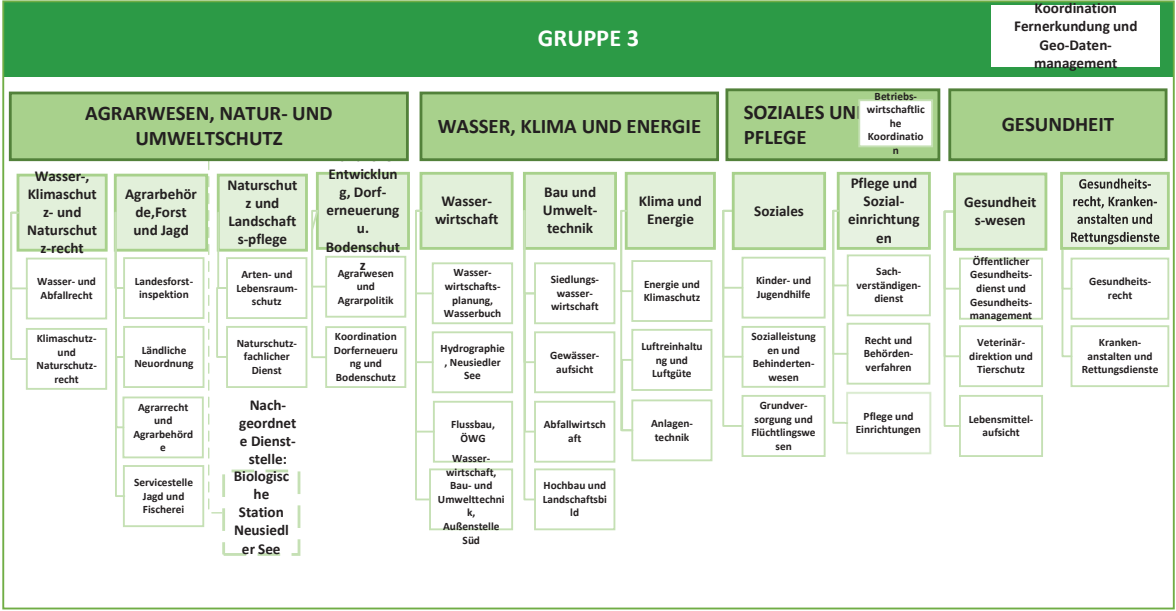 GRUPPE 3
Koordination
Fernerkundung und
Geo-Daten-
management
AGRARWESEN, NATUR- UND
UMWELTSCHUTZ
WASSER, KLIMA UND ENERGIE
SOZIALES UND
PFLEGE
Betriebs-
wirtschaftlic
he
Koordinatio
n
GESUNDHEIT
Wasser-,
Klimaschut
z- und
Naturschut
z-recht
Agrarbehö
rde,Forst
und Jagd
Naturschut
z und
Landschaft
s-pflege
Entwicklun
g, Dorf-
erneuerung
u.
Bodenschut
z
Wasser-
wirtschaft
Bau und
Umwelt-
technik
Klima und
Energie
Soziales
Pflege und
Sozial-
einrichtung
en
Gesundheit
s-wesen
Gesundheits-
recht, Kranken-
anstalten und
Rettungsdienste
Wasser- und
Abfallrecht
Klimaschutz-
und
Naturschutz-
recht
Landesforst-
inspektion
Ländliche
Neuordnung
Agrarrecht
und
Agrarbehörd
e
Servicestelle
Jagd und
Fischerei
Arten- und
Lebensraum-
schutz
Naturschutz-
fachlicher
Dienst
Nach-
geordnet
e Dienst-
stelle:
Biologis
che
Station
Neusiedl
er See
Agrarwesen
und
Agrarpolitik
Koordination
Dorferneueru
ng und
Bodenschutz
Wasser-
wirtschafts-
planung,
Wasserbuch
Hydrographie
, Neusiedler
See
Flussbau,
ÖWG
Wasser-
wirtschaft,
Bau- und
Umwelttechni
k,
Außenstelle
Süd
Siedlungs-
wasser-
wirtschaft
Gewässer-
aufsicht
Abfallwirtsc
haft
Hochbau und
Landschaftsbi
ld
Energie und
Klimaschutz
Luftreinhalt
ung und
Luftgüte
Anlagen-
technik
Kinder- und
Jugendhilfe
Sozialleistung
en und
Behinderten-
wesen
Grundver-
sorgung und
Flüchtlingswe
sen
Sach-
verständigen-
dienst
Recht und
Behörden-
verfahren
Pflege und
Einrichtungen
Öffentlicher
Gesundheits-
dienst und
Gesundheits-
management
Veterinär-
direktion und
Tierschutz
Lebensmittel-
aufsicht
Gesundheits-
recht
Kranken-
anstalten und
Rettungsdienste